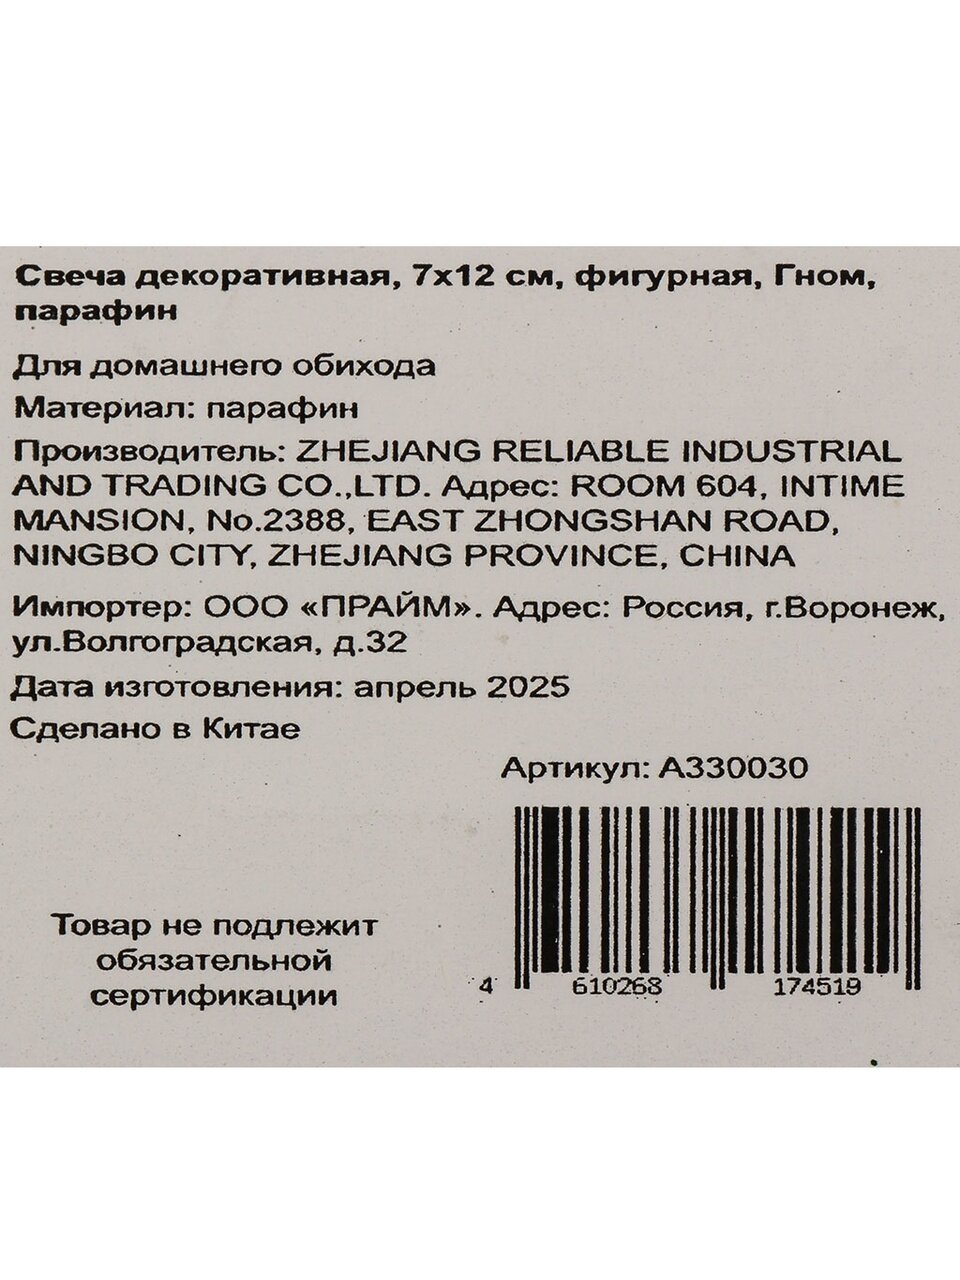 Свеча декоративная, 7x12 см, фигурная, Гном,
парафин
Для домашнего обихода
Материал: парафин
Производитель: ZHEJIANG RELIABLE INDUSTRIAL
AND TRADING CO.,LTD. Адрес: ROOM 604, INTIME
MANSION, No.2388, EAST ZHONGSHAN ROAD,
NINGBO CITY, ZHEJIANG PROVINCE, CHINA
Импортер: ООО «ПРАЙМ». Адрес: Россия, г.Воронеж,
ул.Волгоградская, д.32
Дата изготовления: апрель 2025
Сделано в Китае
Артикул: A330030
Товар не подлежит
обязательной
сертификации
4 610268 174519